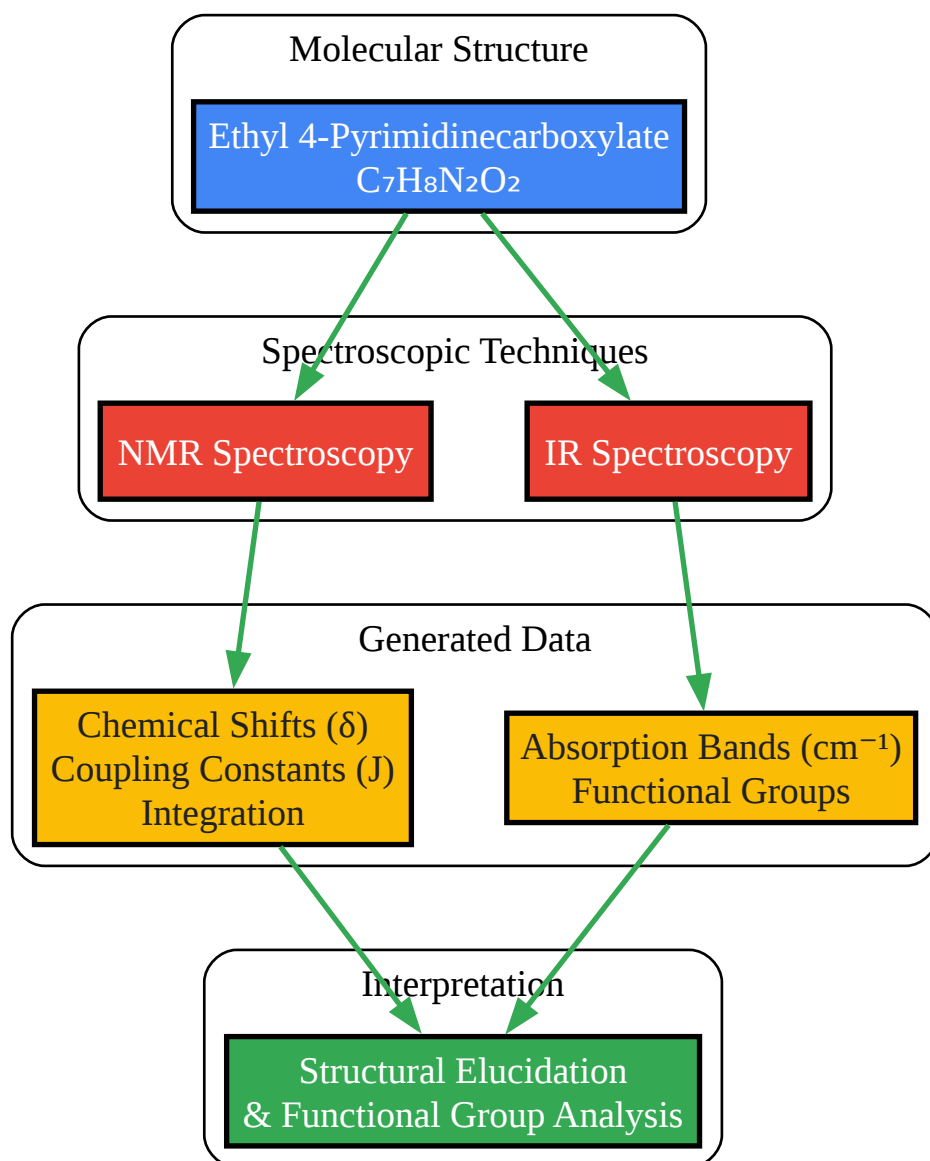 Molecular Structure
Ethyl 4-Pyrimidinecarboxylate
C₇H₈N₂O₂
Spectroscopic Techniques
NMR Spectroscopy
IR Spectroscopy
Generated Data
Chemical Shifts (δ)
Coupling Constants (J)
Integration
Absorption Bands (cm⁻¹)
Functional Groups
Interpretation
Structural Elucidation
& Functional Group Analysis